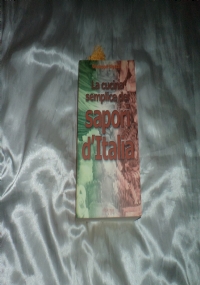 La cucina
semplice dei
sapori
d'Italia